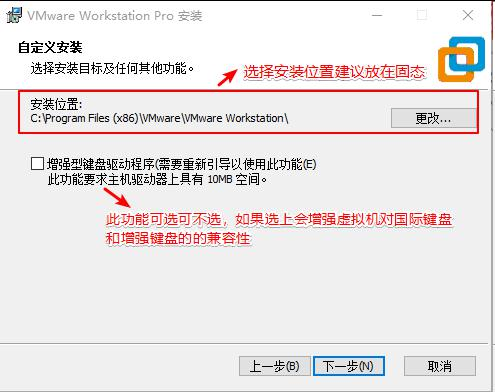 VMware Workstation Pro 安装
自定义安装
选择安装目标及任何其他功能。
选择安装位置建议放在固态
安装位置:
C:\Program Files (x86)\VMware\VMware Workstation\
更改...
增强型键盘驱动程序(需要重新引导以使用此功能(E)
此功能要求主机驱动器上具有 10MB 空间。
此功能可选可不选，如果选上会增强虚拟机对国际键盘
和增强键盘的的兼容性
上一步(B)
下一步(N)
取消